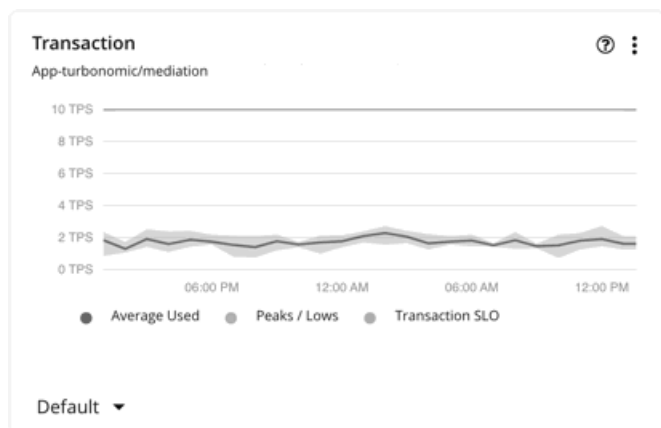 Transaction
App-turbonomic/mediation
10 TPS
8 TPS
6 TPS
4 TPS
2 TPS
0 TPS
06:00 PM 12:00 AM 06:00 AM 12:00 PM
Average Used Peaks / Lows Transaction SLO
Default